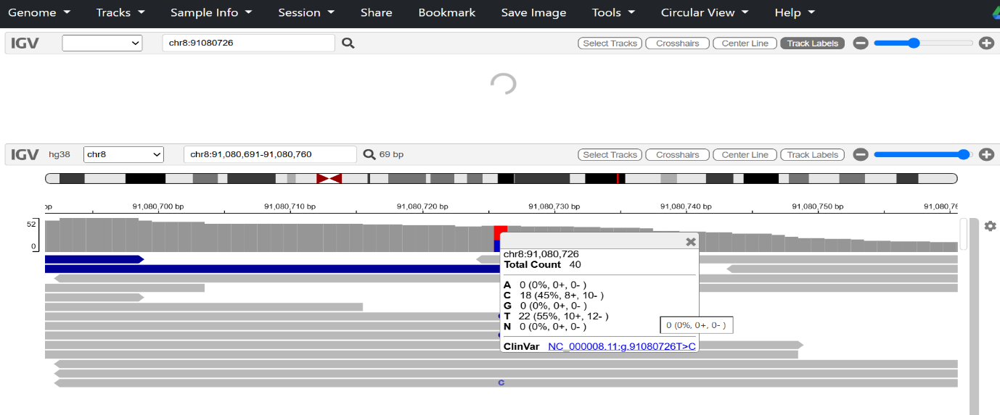 Genome Tracks Sample Info Session Share Bookmark Save Image Tools Circular View Help
IGV chr8:91080726 Select Tracks Crosshairs Center Line Track Labels
IGV hg38 chr8 chr8:91,080,691-91,080,760 69 bp Select Tracks Crosshairs Center Line Track Labels
bp 91,080,700 bp 91,080,710 bp 91,080,720 bp 91,080,730 bp 91,080,740 bp 91,080,750 bp 91,080,76
52
0
chr8:91,080,726
Total Count 40
A 0 (0%, 0+, 0- )
C 18 (45%, 8+, 10- )
G 0 (0%, 0+, 0- )
T 22 (55%, 10+, 12- )
N 0 (0%, 0+, 0- )
0 (0%, 0+, 0- )
ClinVar NC_000008.11:g.91080726T>C
C